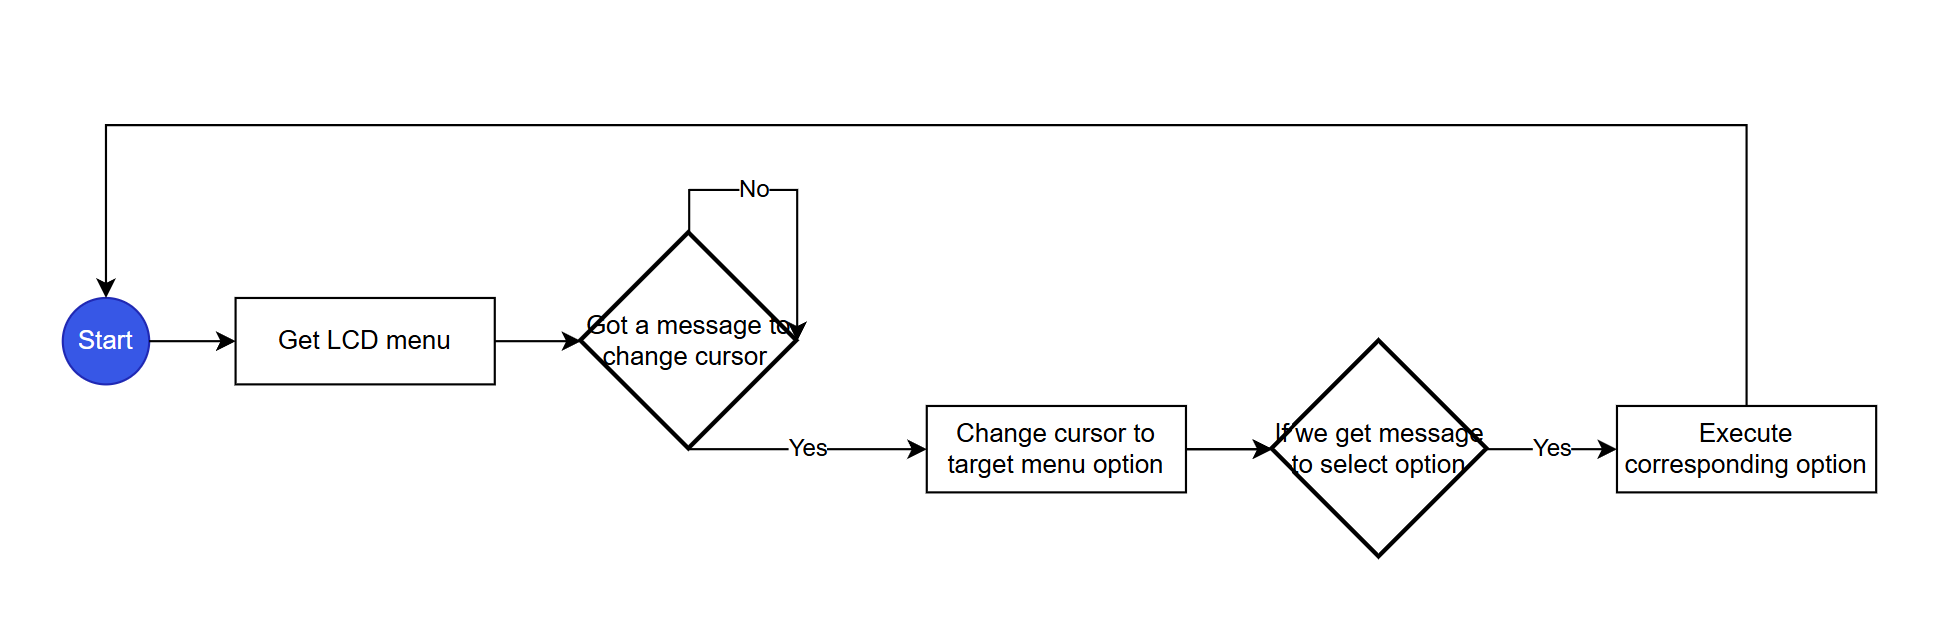 No
Start
Get LCD menu
Got a message to
change cursor
Yes
Change cursor to
target menu option
If we get message
to select option
Yes
Execute
corresponding option